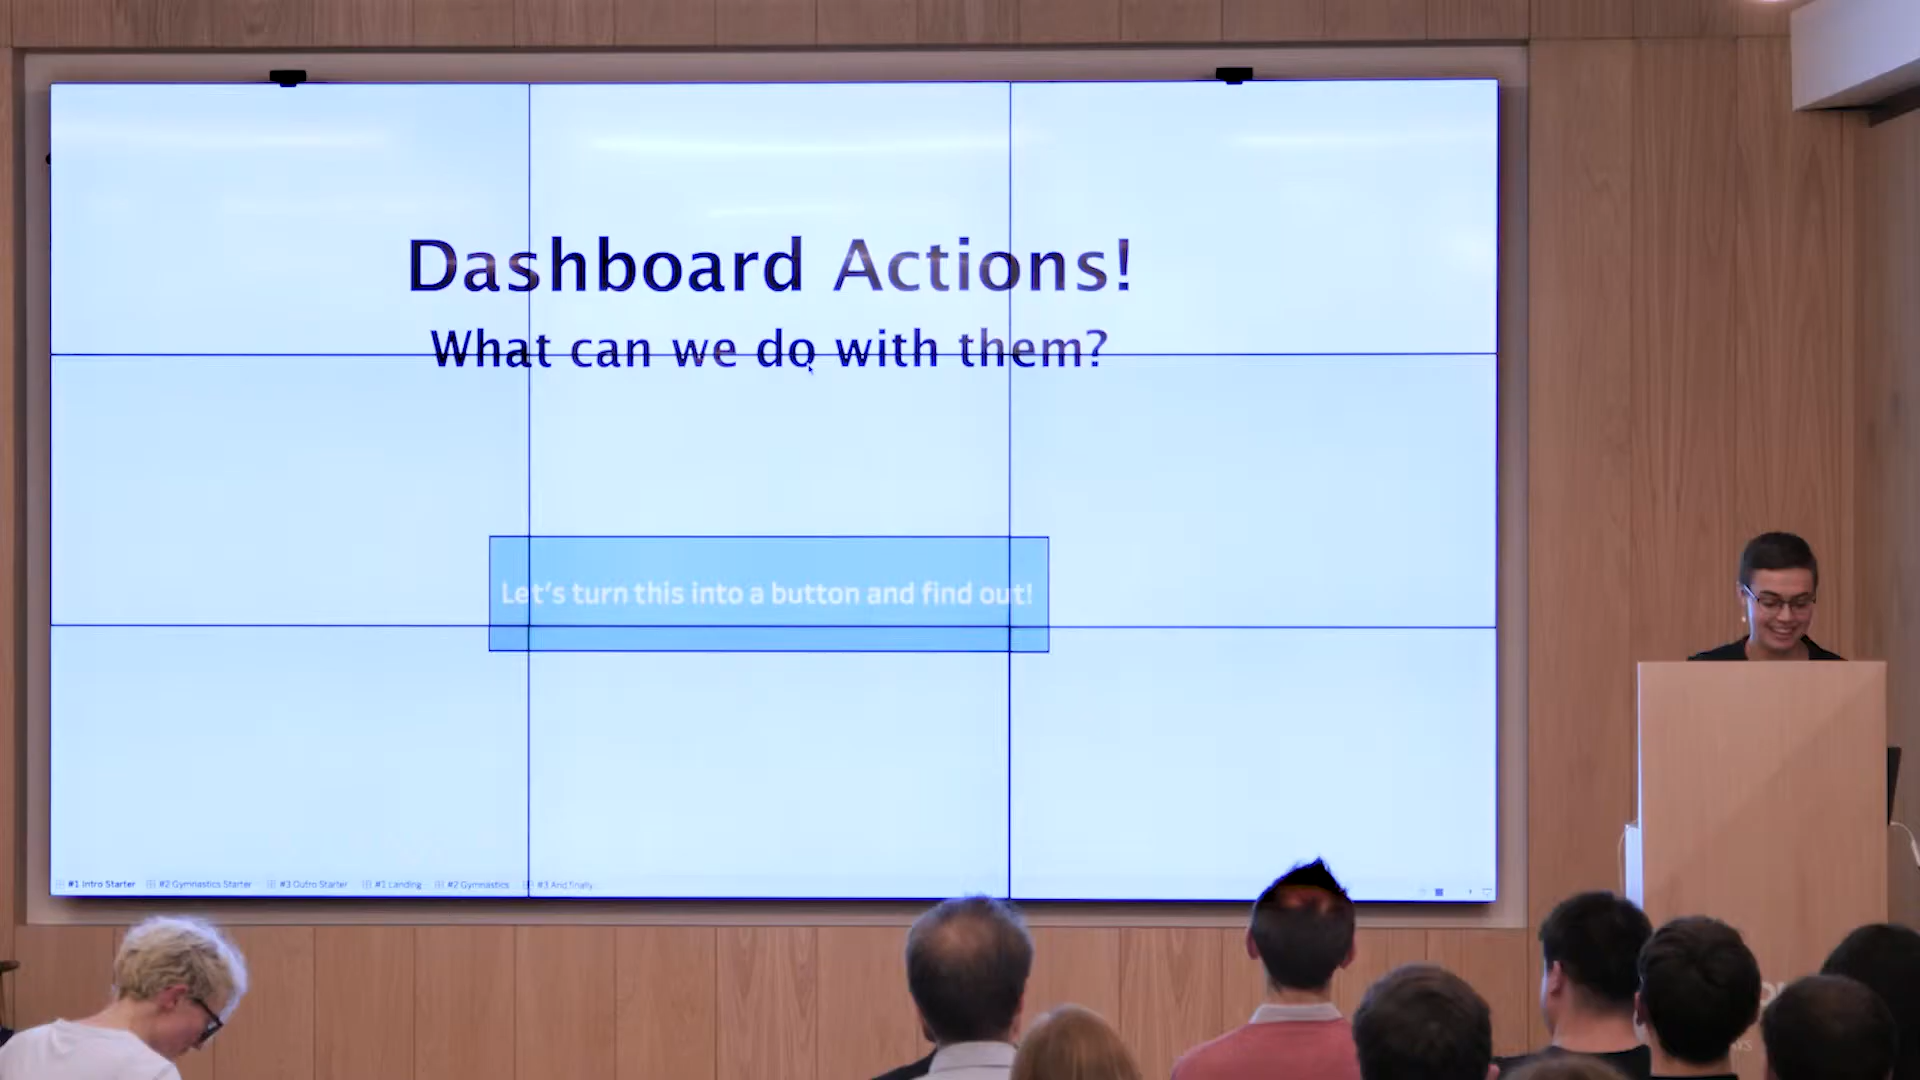 Dashboard Actions!
What can we do with them?
Let's turn this into a button and find out!
#1 Intro Starter #2 Gymnastics Starter #3 Outro Starter #1 Landing #2 Gymnastics #3 And finally..